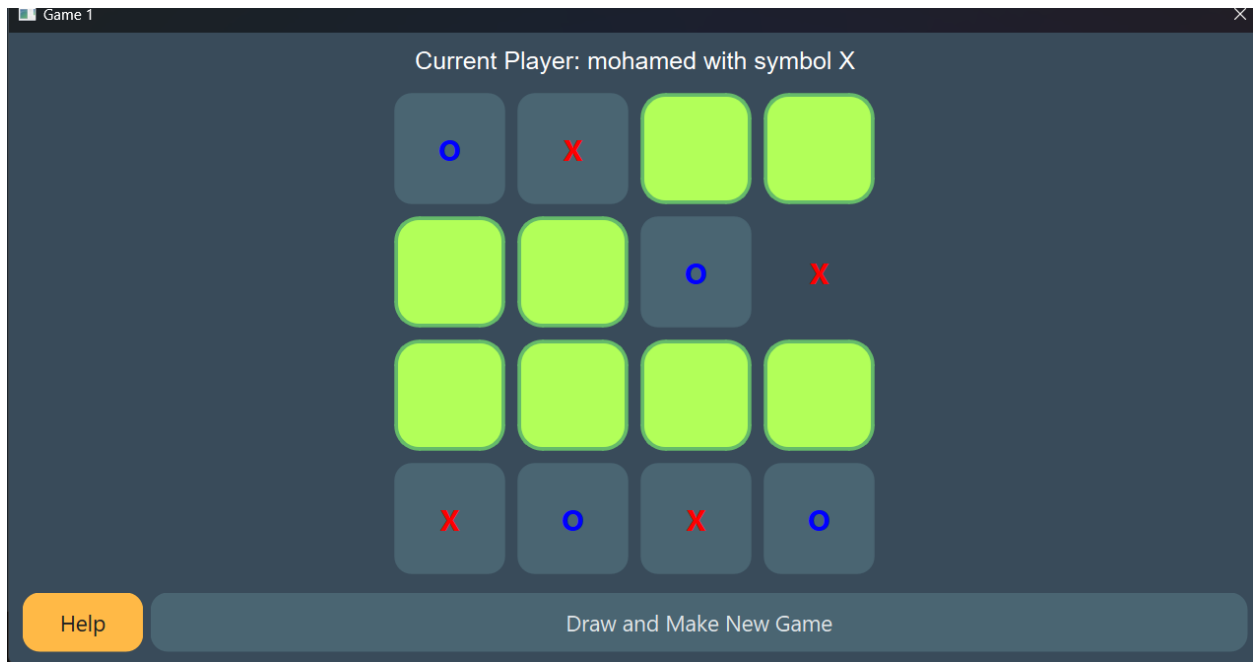 Game 1
Current Player: mohamed with symbol X
O X
O X
X O X O
Help Draw and Make New Game